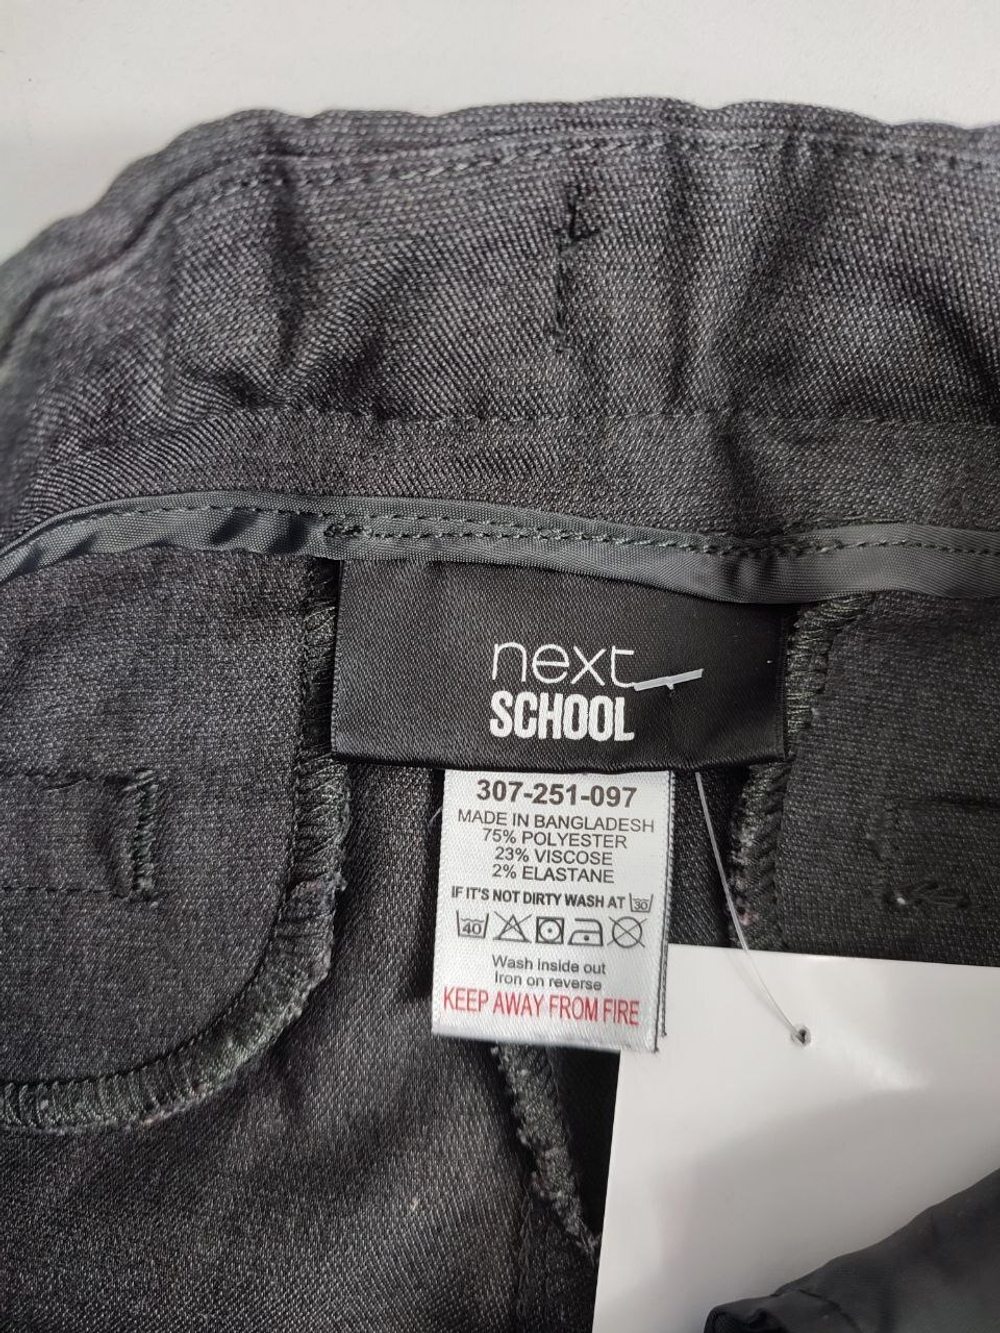 next
SCHOOL
307-251-097
MADE IN BANGLADESH
75% POLYESTER
23% VISCOSE
2% ELASTANE
IF IT'S NOT DIRTY WASH AT 30
40
Wash inside out
Iron on reverse
KEEP AWAY FROM FIRE